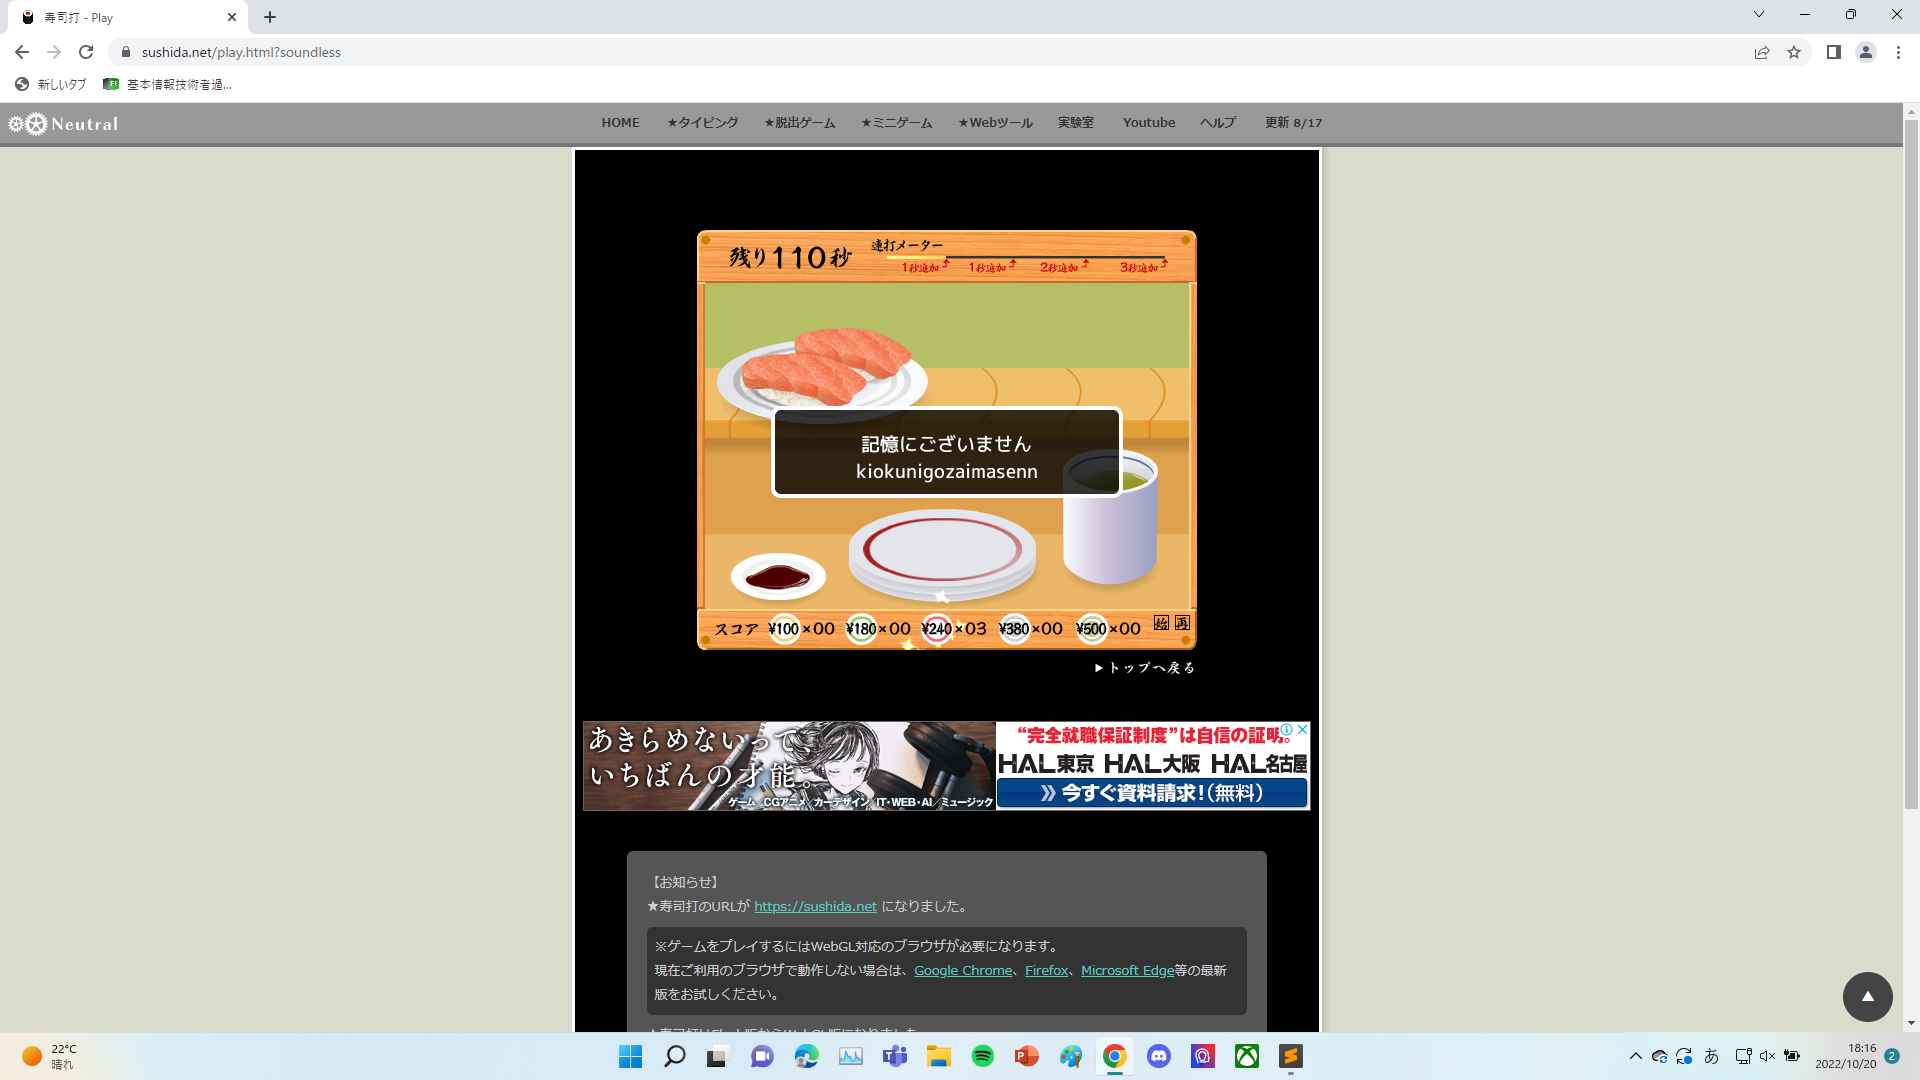 寿司打 - Play
sushida.net/play.html?soundless
新しいタブ
基本情報技術者過...
Neutral
HOME ★タイピング ★脱出ゲーム ★ミニゲーム ★Webツール 実験室 Youtube ヘルプ 更新 8/17
残り110秒
連打メーター
1秒追加 1秒追加 2秒追加 3秒追加
記憶にございません
kiokunigozaimasenn
スコア ¥100×00 ¥180×00 ¥240×03 ¥380×00 ¥500×00
▶トップへ戻る
あきらめないって、
いちばんの才能。
ゲーム/CGアニメ/カーデザイン/IT・WEB・AI/ミュージック
“完全就職保証制度”は自信の証明。
HAL東京 HAL大阪 HAL名古屋
今すぐ資料請求!(無料)
【お知らせ】
★寿司打のURLが https://sushida.net になりました。
※ゲームをプレイするにはWebGL対応のブラウザが必要になります。
現在ご利用のブラウザで動作しない場合は、Google Chrome、Firefox、Microsoft Edge等の最新
版をお試しください。
22°C
晴れ
あ
18:16
2022/10/20
2